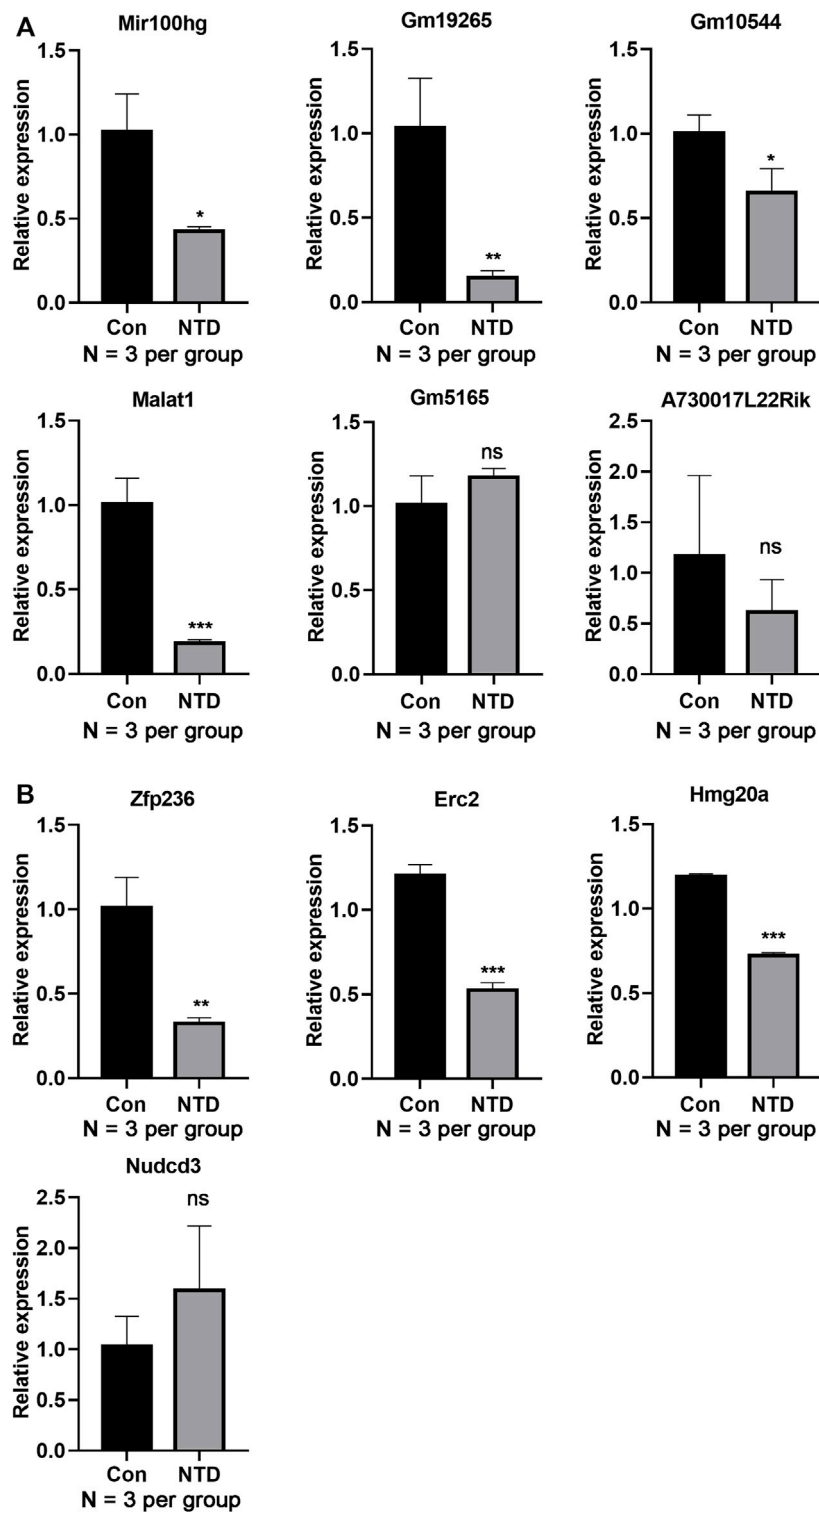 A
Mir100hg
Relative expression
1.5
1.0
0.5
0.0
*
Con NTD
N = 3 per group
Gm19265
Relative expression
1.5
1.0
0.5
0.0
**
Con NTD
N = 3 per group
Gm10544
Relative expression
1.5
1.0
0.5
0.0
*
Con NTD
N = 3 per group
Malat1
Relative expression
1.5
1.0
0.5
0.0
***
Con NTD
N = 3 per group
Gm5165
Relative expression
1.5
1.0
0.5
0.0
ns
Con NTD
N = 3 per group
A730017L22Rik
Relative expression
2.5
2.0
1.5
1.0
0.5
0.0
ns
Con NTD
N = 3 per group
B
Zfp236
Relative expression
1.5
1.0
0.5
0.0
**
Con NTD
N = 3 per group
Erc2
Relative expression
1.5
1.0
0.5
0.0
***
Con NTD
N = 3 per group
Hmg20a
Relative expression
1.5
1.0
0.5
0.0
***
Con NTD
N = 3 per group
Nudcd3
Relative expression
2.5
2.0
1.5
1.0
0.5
0.0
ns
Con NTD
N = 3 per group